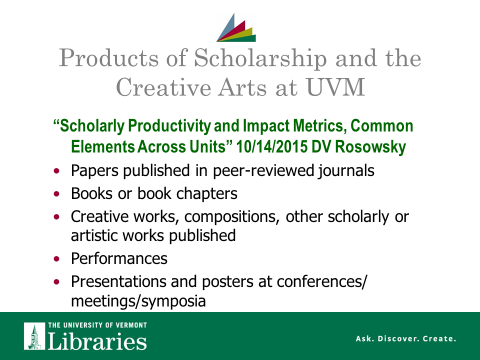 Products of Scholarship and the
Creative Arts at UVM
“Scholarly Productivity and Impact Metrics, Common
Elements Across Units” 10/14/2015 DV Rosowsky
• Papers published in peer-reviewed journals
• Books or book chapters
• Creative works, compositions, other scholarly or
artistic works published
• Performances
• Presentations and posters at conferences/
meetings/symposia
THE UNIVERSITY OF VERMONT
Libraries
Ask. Discover. Create.